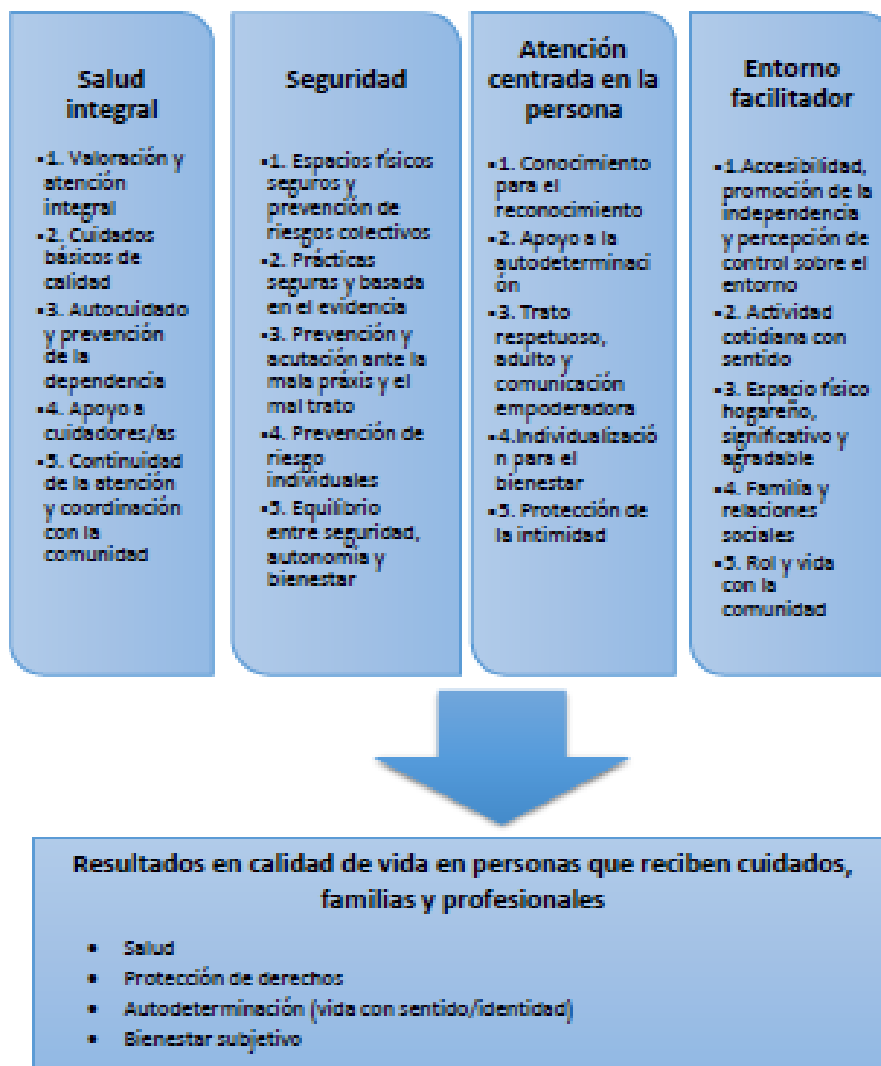 Salud
integral
•1. Valoración y
atención
integral
•2. Cuidados
básicos de
calidad
•3. Autocuidado
y prevención
de la
dependencia
•4. Apoyo a
cuidadores/as
•5. Continuidad
de la atención
y coordinación
con la
comunidad
Seguridad
•1. Espacios físicos
seguros y
prevención de
riesgos colectivos
•2. Prácticas
seguras y basada
en el evidencia
•3. Prevención y
acutación ante la
mala práxis y el
mal trato
•4. Prevención de
riesgo
individuales
•5. Equilibrio
entre seguridad,
autonomía y
bienestar
Atención
centrada en la
persona
•1. Conocimiento
para el
reconocimiento
•2. Apoyo a la
autodeterminaci
ón
•3. Trato
respetuoso,
adulto y
comunicación
empoderadora
•4.Individualizació
n para el
bienestar
•5. Protección de
la intimidad
Entorno
facilitador
•1.Accesibilidad,
promoción de la
independencia
y percepción de
control sobre el
entorno
•2. Actividad
cotidiana con
sentido
•3. Espacio físico
hogareño,
significativo y
agradable
•4. Familia y
relaciones
sociales
•5. Rol y vida
con la
comunidad
Resultados en calidad de vida en personas que reciben cuidados,
familias y profesionales
• Salud
• Protección de derechos
• Autodeterminación (vida con sentido/identidad)
• Bienestar subjetivo